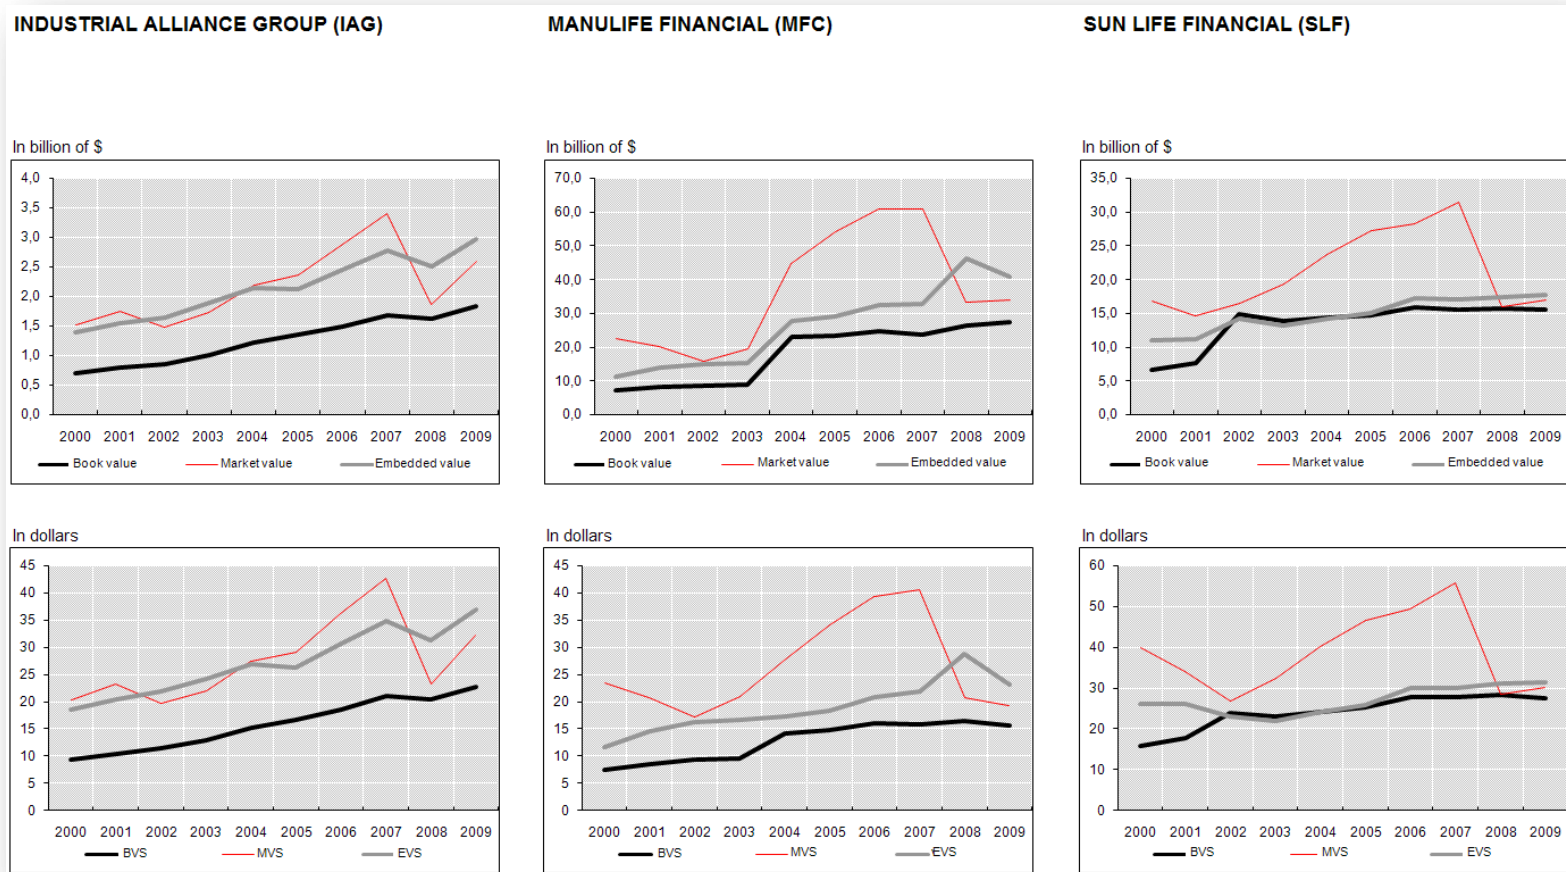 INDUSTRIAL ALLIANCE GROUP (IAG)
In billion of $
4,0
3,5
3,0
2,5
2,0
1,5
1,0
0,5
0,0
2000 2001 2002 2003 2004 2005 2006 2007 2008 2009
Book value Market value Embedded value
In dollars
45
40
35
30
25
20
15
10
5
0
2000 2001 2002 2003 2004 2005 2006 2007 2008 2009
BVS MVS EVS
MANULIFE FINANCIAL (MFC)
In billion of $
70,0
60,0
50,0
40,0
30,0
20,0
10,0
0,0
2000 2001 2002 2003 2004 2005 2006 2007 2008 2009
Book value Market value Embedded value
In dollars
45
40
35
30
25
20
15
10
5
0
2000 2001 2002 2003 2004 2005 2006 2007 2008 2009
BVS MVS EVS
SUN LIFE FINANCIAL (SLF)
In billion of $
35,0
30,0
25,0
20,0
15,0
10,0
5,0
0,0
2000 2001 2002 2003 2004 2005 2006 2007 2008 2009
Book value Market value Embedded value
In dollars
60
50
40
30
20
10
0
2000 2001 2002 2003 2004 2005 2006 2007 2008 2009
BVS MVS EVS